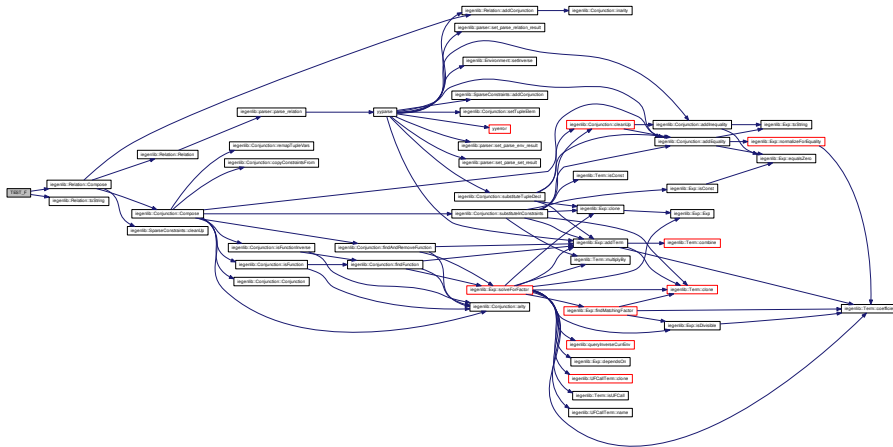 TEST_F
iegenlib::Relation::Compose
iegenlib::Relation::toString
iegenlib::Relation::Relation
iegenlib::SparseConstraints::cleanUp
iegenlib::parser::parse_relation
iegenlib::Conjunction::Compose
iegenlib::Conjunction::remapTupleVars
iegenlib::Conjunction::copyConstraintsFrom
iegenlib::Conjunction::isFunctionInverse
iegenlib::Conjunction::isFunction
iegenlib::Conjunction::Conjunction
yyparse
iegenlib::Conjunction::findAndRemoveFunction
iegenlib::Conjunction::findFunction
iegenlib::Relation::addConjunction
iegenlib::parser::set_parse_relation_result
iegenlib::Environment::setInverse
iegenlib::SparseConstraints::addConjunction
iegenlib::Conjunction::setTupleElem
yyerror
iegenlib::parser::set_parse_env_result
iegenlib::parser::set_parse_set_result
iegenlib::Conjunction::substituteTupleDecl
iegenlib::Conjunction::substituteInConstraints
iegenlib::Exp::solveForFactor
iegenlib::Conjunction::arity
iegenlib::Conjunction::inarity
iegenlib::Conjunction::cleanUp
iegenlib::Term::isConst
iegenlib::Exp::clone
iegenlib::Exp::addTerm
iegenlib::Term::multiplyBy
iegenlib::Exp::findMatchingFactor
iegenlib::queryInverseCurrEnv
iegenlib::Exp::dependsOn
iegenlib::UFCallTerm::clone
iegenlib::Term::isUFCall
iegenlib::UFCallTerm::name
iegenlib::Conjunction::addInequality
iegenlib::Conjunction::addEquality
iegenlib::Exp::isConst
iegenlib::Exp::Exp
iegenlib::Term::combine
iegenlib::Term::clone
iegenlib::Exp::isDivisible
iegenlib::Exp::toString
iegenlib::Exp::normalizeForEquality
iegenlib::Exp::equalsZero
iegenlib::Term::coefficient